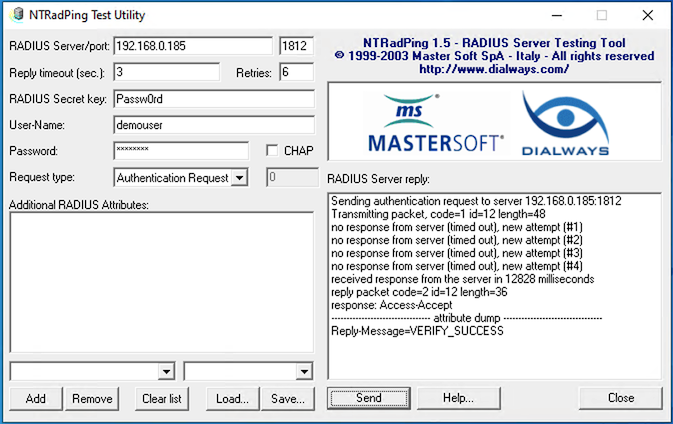 NTRadPing Test Utility
RADIUS Server/port: 192.168.0.185 1812
Reply timeout (sec.): 3 Retries: 6
RADIUS Secret key: Passw0rd
User-Name: demouser
Password: ******** CHAP
Request type: Authentication Request 0
Additional RADIUS Attributes:
Add Remove Clear list Load... Save...
NTRadPing 1.5 - RADIUS Server Testing Tool
© 1999-2003 Master Soft SpA - Italy - All rights reserved
http://www.dialways.com/
ms
MASTERSOFT®
DIALWAYS
RADIUS Server reply:
Sending authentication request to server 192.168.0.185:1812
Transmitting packet, code=1 id=12 length=48
no response from server (timed out), new attempt (#1)
no response from server (timed out), new attempt (#2)
no response from server (timed out), new attempt (#3)
no response from server (timed out), new attempt (#4)
received response from the server in 12828 milliseconds
reply packet code=2 id=12 length=36
response: Access-Accept
-------------------------------- attribute dump --------------------------------
Reply-Message=VERIFY_SUCCESS
Send Help... Close